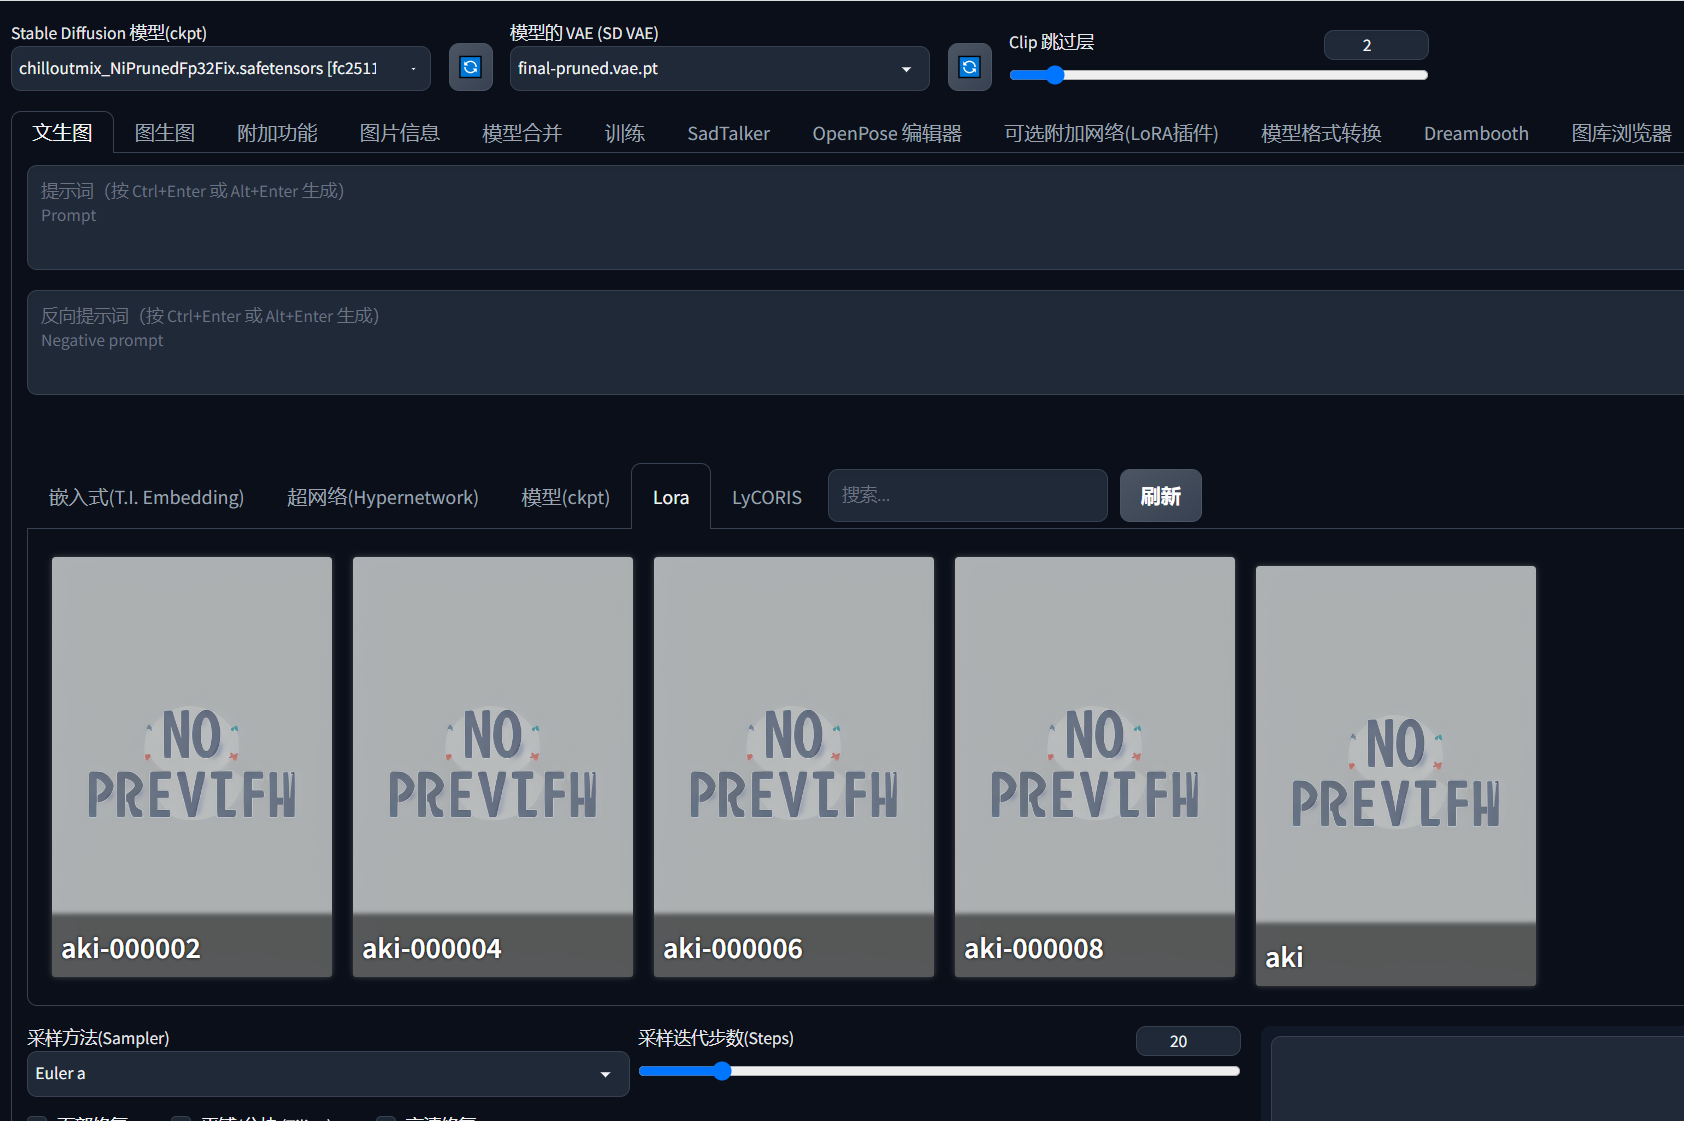 Stable Diffusion 模型(ckpt)
模型的 VAE (SD VAE)
Clip 跳过层
2
chilloutmix_NiPrunedFp32Fix.safetensors [fc2511
final-pruned.vae.pt
文生图
图生图
附加功能
图片信息
模型合并
训练
SadTalker
OpenPose 编辑器
可选附加网络(LoRA插件)
模型格式转换
Dreambooth
图库浏览器
提示词（按 Ctrl+Enter 或 Alt+Enter 生成）
Prompt
反向提示词（按 Ctrl+Enter 或 Alt+Enter 生成）
Negative prompt
嵌入式(T.I. Embedding)
超网络(Hypernetwork)
模型(ckpt)
Lora
LyCORIS
搜索...
刷新
NO
PREVIEW
aki-000002
NO
PREVIEW
aki-000004
NO
PREVIEW
aki-000006
NO
PREVIEW
aki-000008
NO
PREVIEW
aki
采样方法(Sampler)
采样迭代步数(Steps)
20
Euler a